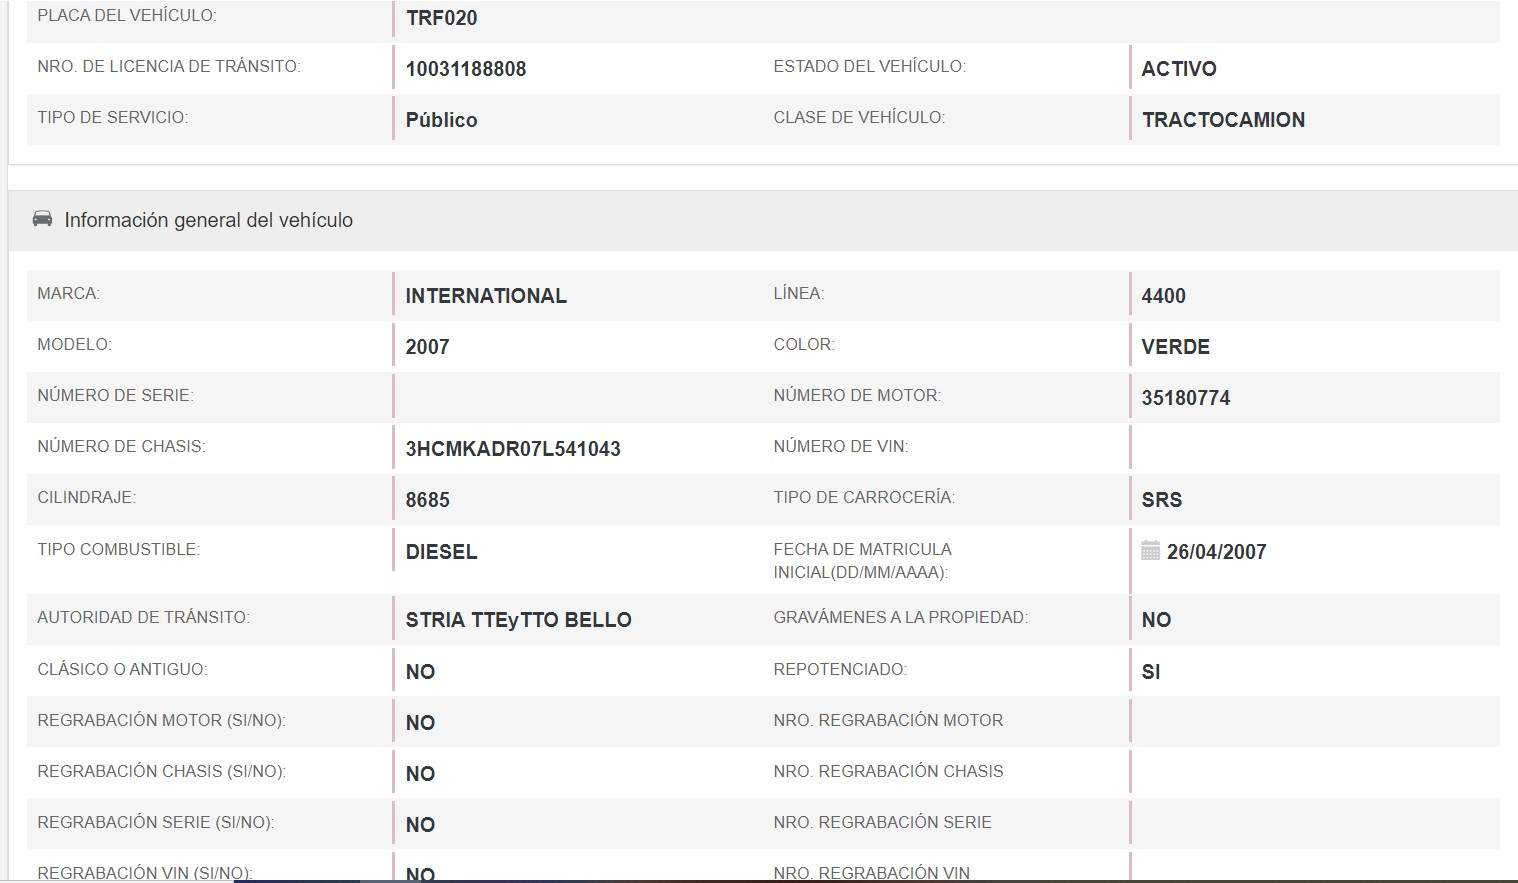 PLACA DEL VEHÍCULO: TRF020
NRO. DE LICENCIA DE TRÁNSITO: 10031188808 ESTADO DEL VEHÍCULO: ACTIVO
TIPO DE SERVICIO: Público CLASE DE VEHÍCULO: TRACTOCAMION
Información general del vehículo
MARCA: INTERNATIONAL LÍNEA: 4400
MODELO: 2007 COLOR: VERDE
NÚMERO DE SERIE: NÚMERO DE MOTOR: 35180774
NÚMERO DE CHASIS: 3HCMKADR07L541043 NÚMERO DE VIN:
CILINDRAJE: 8685 TIPO DE CARROCERÍA: SRS
TIPO COMBUSTIBLE: DIESEL FECHA DE MATRICULA 26/04/2007
INICIAL(DD/MM/AAAA):
AUTORIDAD DE TRÁNSITO: STRIA TTEyTTO BELLO GRAVÁMENES A LA PROPIEDAD: NO
CLÁSICO O ANTIGUO: NO REPOTENCIADO: SI
REGRABACIÓN MOTOR (SI/NO): NO NRO. REGRABACIÓN MOTOR
REGRABACIÓN CHASIS (SI/NO): NO NRO. REGRABACIÓN CHASIS
REGRABACIÓN SERIE (SI/NO): NO NRO. REGRABACIÓN SERIE
REGRABACIÓN VIN (SI/NO): NO NRO. REGRABACIÓN VIN